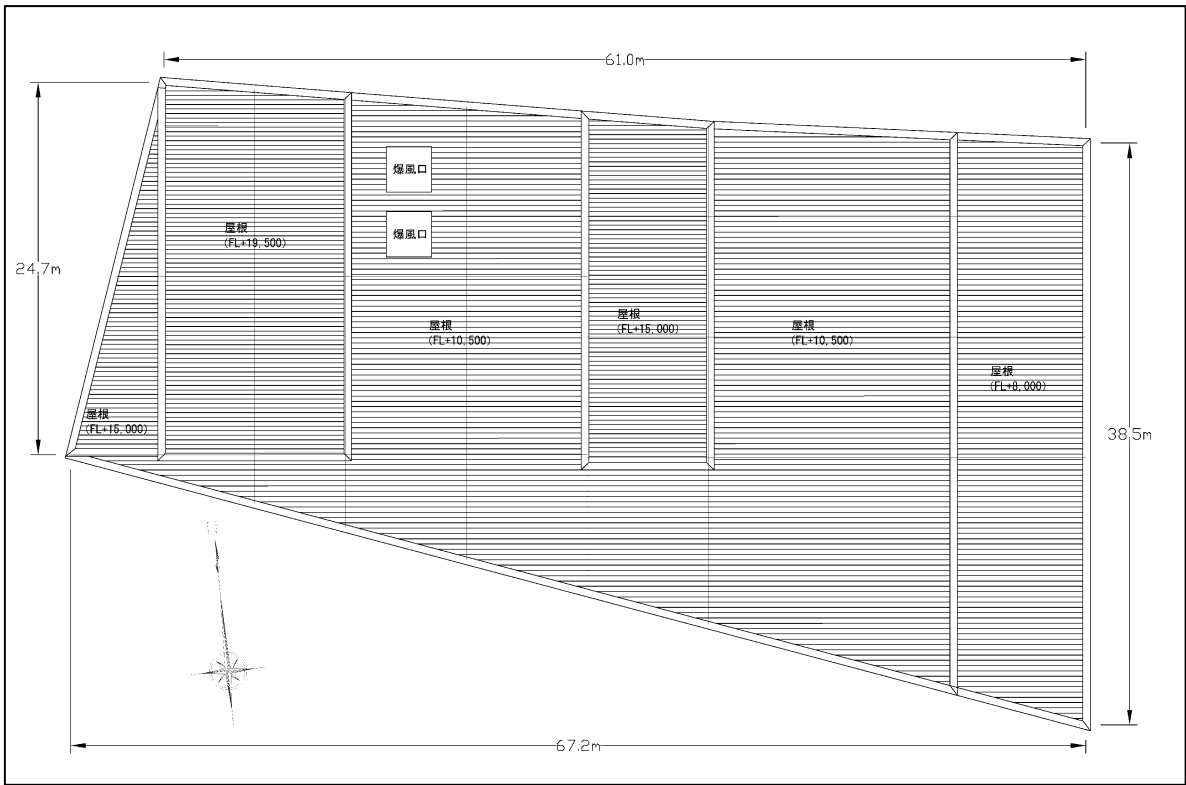 61.0m
爆風口
屋根
(FL+19,500)
爆風口
24.7m
屋根
(FL+15,000)
屋根
(FL+10,500)
屋根
(FL+10,500)
屋根
(FL+8,000)
屋根
(FL+15,000)
38.5m
67.2m